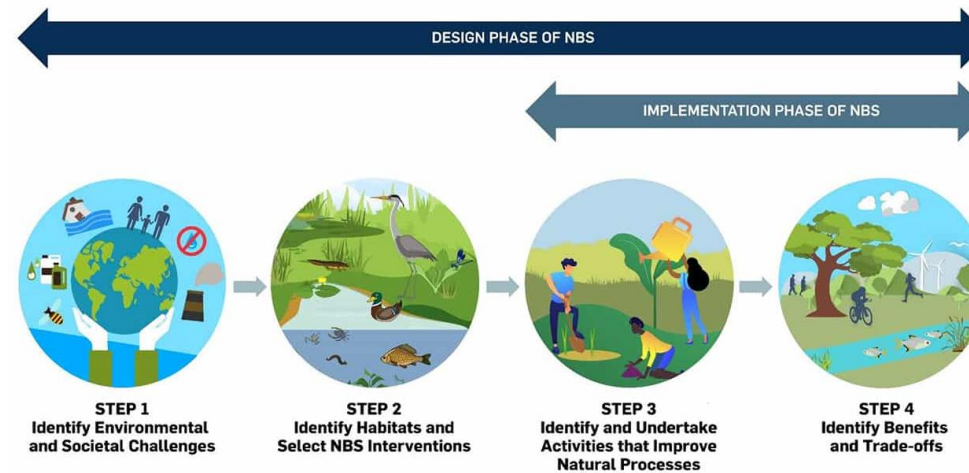 DESIGN PHASE OF NBS
IMPLEMENTATION PHASE OF NBS
STEP 1
Identify Environmental
and Societal Challenges
STEP 2
Identify Habitats and
Select NBS Interventions
STEP 3
Identify and Undertake
Activities that Improve
Natural Processes
STEP 4
Identify Benefits
and Trade-offs